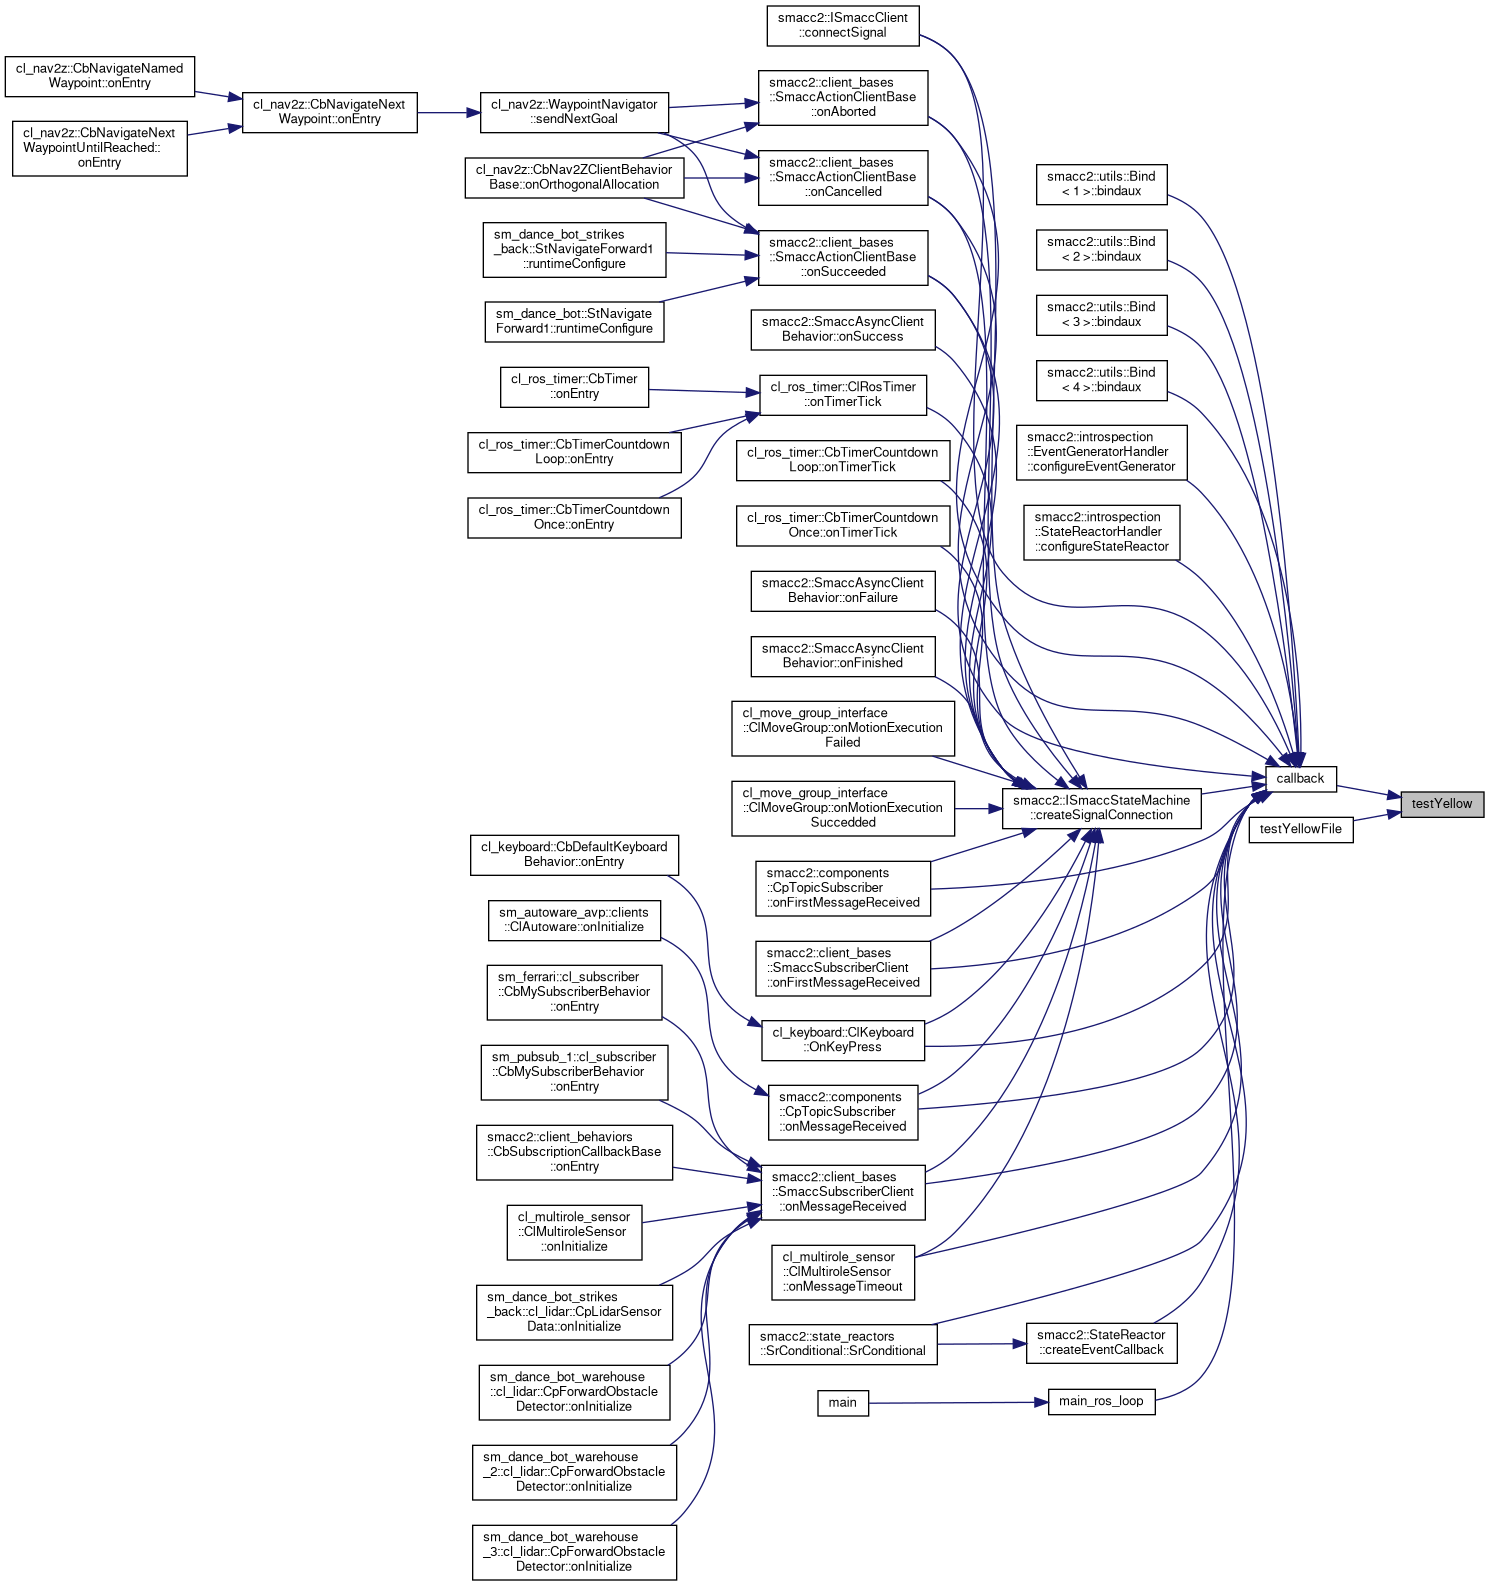 smacc2::ISmaccClient
::connectSignal
cl_nav2z::CbNavigateNamed
Waypoint::onEntry
cl_nav2z::CbNavigateNext
WaypointUntilReached::
onEntry
cl_nav2z::CbNavigateNext
Waypoint::onEntry
cl_nav2z::WaypointNavigator
::sendNextGoal
cl_nav2z::CbNav2ZClientBehavior
Base::onOrthogonalAllocation
sm_dance_bot_strikes
_back::StNavigateForward1
::runtimeConfigure
sm_dance_bot::StNavigate
Forward1::runtimeConfigure
cl_ros_timer::CbTimer
::onEntry
cl_ros_timer::CbTimerCountdown
Loop::onEntry
cl_ros_timer::CbTimerCountdown
Once::onEntry
cl_keyboard::CbDefaultKeyboard
Behavior::onEntry
sm_autoware_avp::clients
::ClAutoware::onInitialize
sm_ferrari::cl_subscriber
::CbMySubscriberBehavior
::onEntry
sm_pubsub_1::cl_subscriber
::CbMySubscriberBehavior
::onEntry
smacc2::client_behaviors
::CbSubscriptionCallbackBase
::onEntry
cl_multirole_sensor
::ClMultiroleSensor
::onInitialize
sm_dance_bot_strikes
_back::cl_lidar::CpLidarSensor
Data::onInitialize
sm_dance_bot_warehouse
::cl_lidar::CpForwardObstacle
Detector::onInitialize
sm_dance_bot_warehouse
_2::cl_lidar::CpForwardObstacle
Detector::onInitialize
sm_dance_bot_warehouse
_3::cl_lidar::CpForwardObstacle
Detector::onInitialize
smacc2::client_bases
::SmaccActionClientBase
::onAborted
smacc2::client_bases
::SmaccActionClientBase
::onCancelled
smacc2::client_bases
::SmaccActionClientBase
::onSucceeded
smacc2::SmaccAsyncClient
Behavior::onSuccess
cl_ros_timer::ClRosTimer
::onTimerTick
cl_ros_timer::CbTimerCountdown
Loop::onTimerTick
cl_ros_timer::CbTimerCountdown
Once::onTimerTick
smacc2::SmaccAsyncClient
Behavior::onFailure
smacc2::SmaccAsyncClient
Behavior::onFinished
cl_move_group_interface
::ClMoveGroup::onMotionExecution
Failed
cl_move_group_interface
::ClMoveGroup::onMotionExecution
Succedded
smacc2::components
::CpTopicSubscriber
::onFirstMessageReceived
smacc2::client_bases
::SmaccSubscriberClient
::onFirstMessageReceived
cl_keyboard::ClKeyboard
::OnKeyPress
smacc2::components
::CpTopicSubscriber
::onMessageReceived
smacc2::client_bases
::SmaccSubscriberClient
::onMessageReceived
cl_multirole_sensor
::ClMultiroleSensor
::onMessageTimeout
smacc2::state_reactors
::SrConditional::SrConditional
main
smacc2::utils::Bind
< 1 >::bindaux
smacc2::utils::Bind
< 2 >::bindaux
smacc2::utils::Bind
< 3 >::bindaux
smacc2::utils::Bind
< 4 >::bindaux
smacc2::introspection
::EventGeneratorHandler
::configureEventGenerator
smacc2::introspection
::StateReactorHandler
::configureStateReactor
smacc2::ISmaccStateMachine
::createSignalConnection
smacc2::StateReactor
::createEventCallback
main_ros_loop
callback
testYellowFile
testYellow